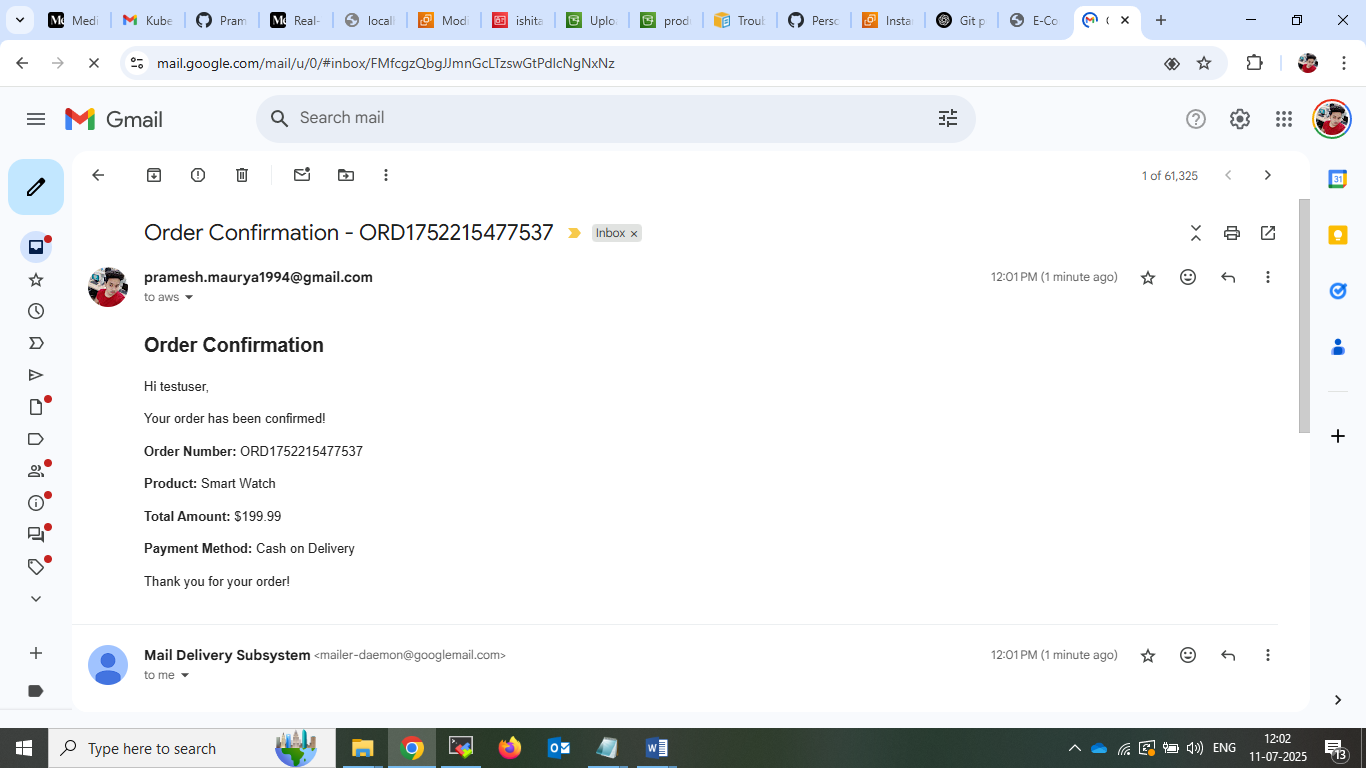 Medi
Kube
Pram
Real-
locall
Modi
ishita
Uplo
prod
Troub
Perso
Insta
Git p
E-Co
mail.google.com/mail/u/0/#inbox/FMfcgzQbgJJmnGcLTzswGtPdlcNgNxNz
Gmail
Search mail
1 of 61,325
Order Confirmation - ORD1752215477537
Inbox ×
pramesh.maurya1994@gmail.com
12:01 PM (1 minute ago)
to aws
Order Confirmation
Hi testuser,
Your order has been confirmed!
Order Number: ORD1752215477537
Product: Smart Watch
Total Amount: $199.99
Payment Method: Cash on Delivery
Thank you for your order!
Mail Delivery Subsystem <mailer-daemon@googlemail.com>
12:01 PM (1 minute ago)
to me
Type here to search
ENG
12:02
11-07-2025
13